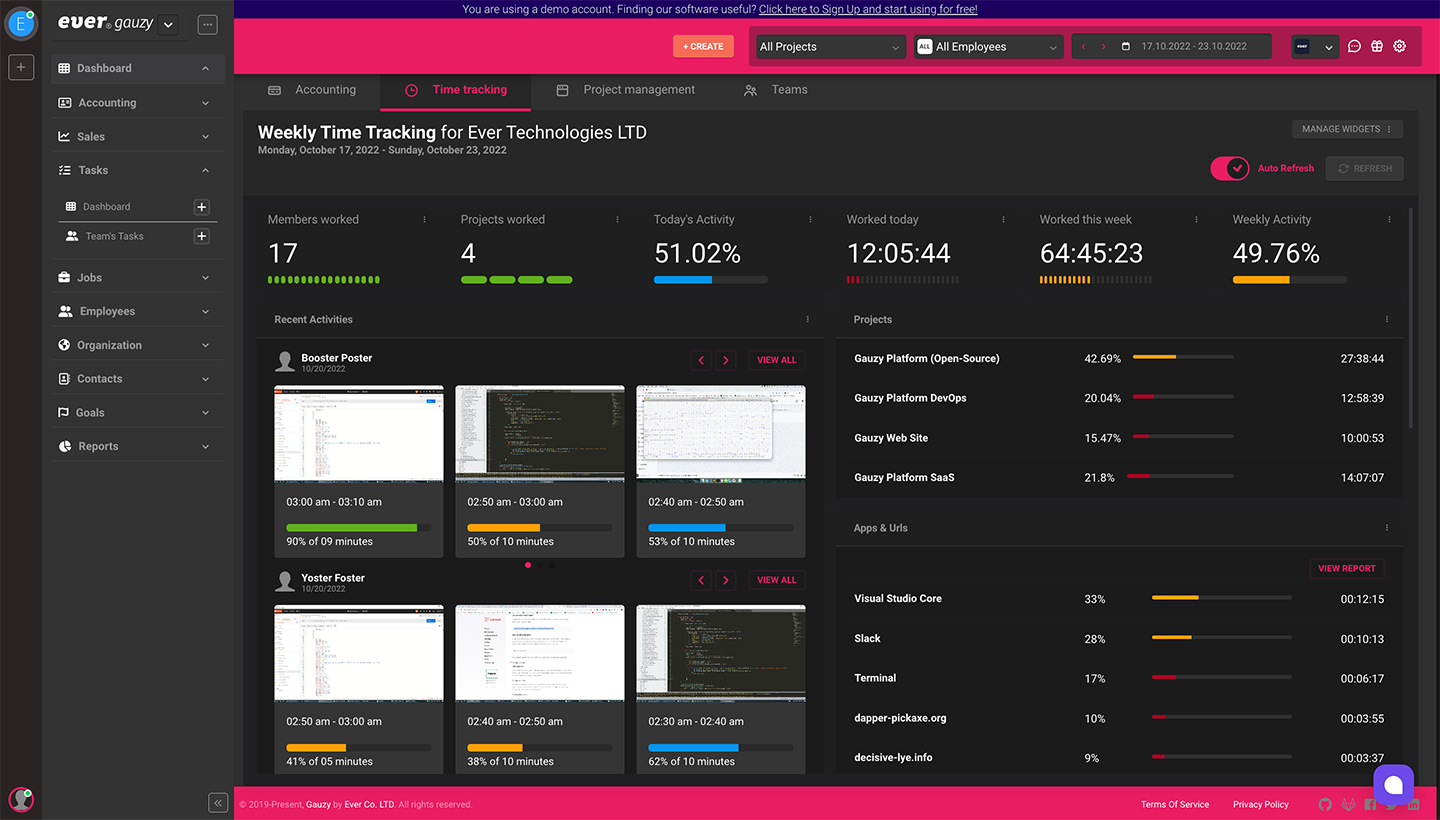 You are using a demo account. Finding our software useful? Click here to Sign Up and start using for free!
E
ever® gauzy
+ CREATE
All Projects
ALL All Employees
17.10.2022 - 23.10.2022
ever
Dashboard
Accounting
Sales
Tasks
Dashboard
Team's Tasks
Jobs
Employees
Organization
Contacts
Goals
Reports
Accounting
Time tracking
Project management
Teams
Weekly Time Tracking for Ever Technologies LTD
Monday, October 17, 2022 - Sunday, October 23, 2022
MANAGE WIDGETS
Auto Refresh
REFRESH
Members worked
17
Projects worked
4
Today's Activity
51.02%
Worked today
12:05:44
Worked this week
64:45:23
Weekly Activity
49.76%
Recent Activities
Booster Poster
10/20/2022
VIEW ALL
03:00 am - 03:10 am
90% of 09 minutes
02:50 am - 03:00 am
50% of 10 minutes
02:40 am - 02:50 am
53% of 10 minutes
Yoster Foster
10/20/2022
VIEW ALL
02:50 am - 03:00 am
41% of 05 minutes
02:40 am - 02:50 am
38% of 10 minutes
02:30 am - 02:40 am
62% of 10 minutes
Projects
Gauzy Platform (Open-Source) 42.69% 27:38:44
Gauzy Platform DevOps 20.04% 12:58:39
Gauzy Web Site 15.47% 10:00:53
Gauzy Platform SaaS 21.8% 14:07:07
Apps & Urls
VIEW REPORT
Visual Studio Core 33% 00:12:15
Slack 28% 00:10:13
Terminal 17% 00:06:17
dapper-pickaxe.org 10% 00:03:55
decisive-lye.info 9% 00:03:37
© 2019-Present, Gauzy by Ever Co. LTD. All rights reserved.
Terms Of Service
Privacy Policy